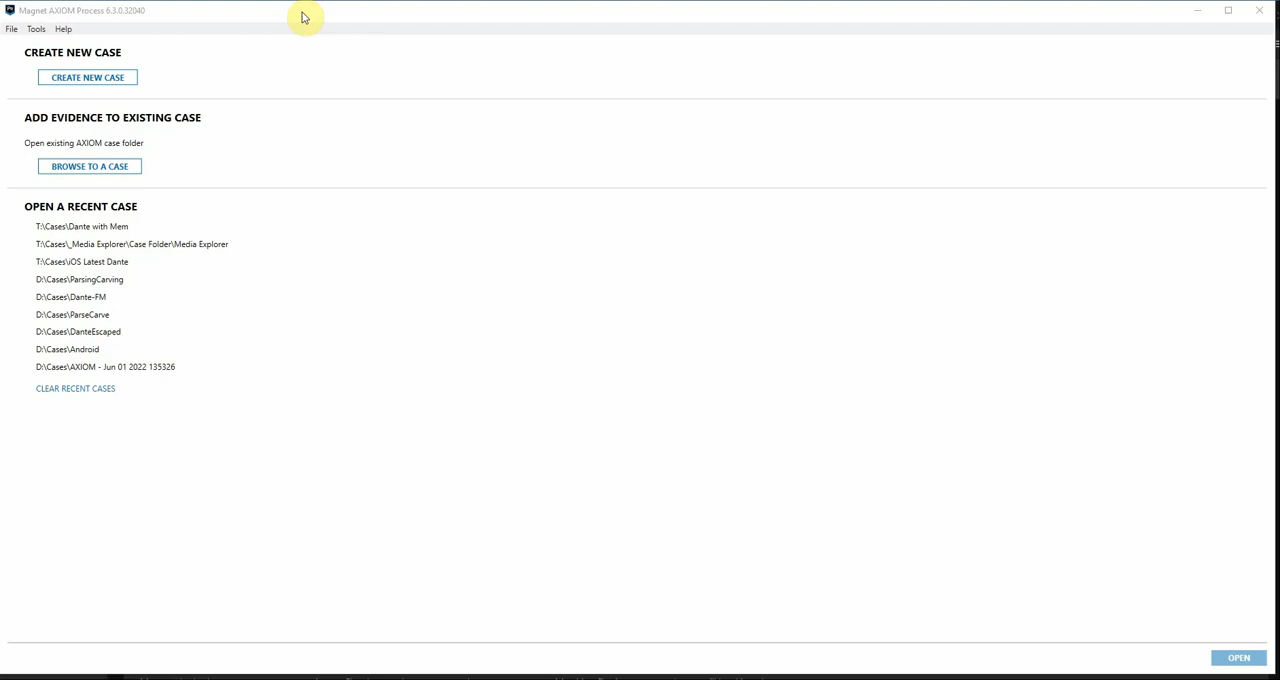 Magnet AXIOM Process 6.3.0.32040
File Tools Help
CREATE NEW CASE
CREATE NEW CASE
ADD EVIDENCE TO EXISTING CASE
Open existing AXIOM case folder
BROWSE TO A CASE
OPEN A RECENT CASE
T:\Cases\Dante with Mem
T:\Cases\_Media Explorer\Case Folder\Media Explorer
T:\Cases\iOS Latest Dante
D:\Cases\ParsingCarving
D:\Cases\Dante-FM
D:\Cases\ParseCarve
D:\Cases\DanteEscaped
D:\Cases\Android
D:\Cases\AXIOM - Jun 01 2022 135326
CLEAR RECENT CASES
OPEN